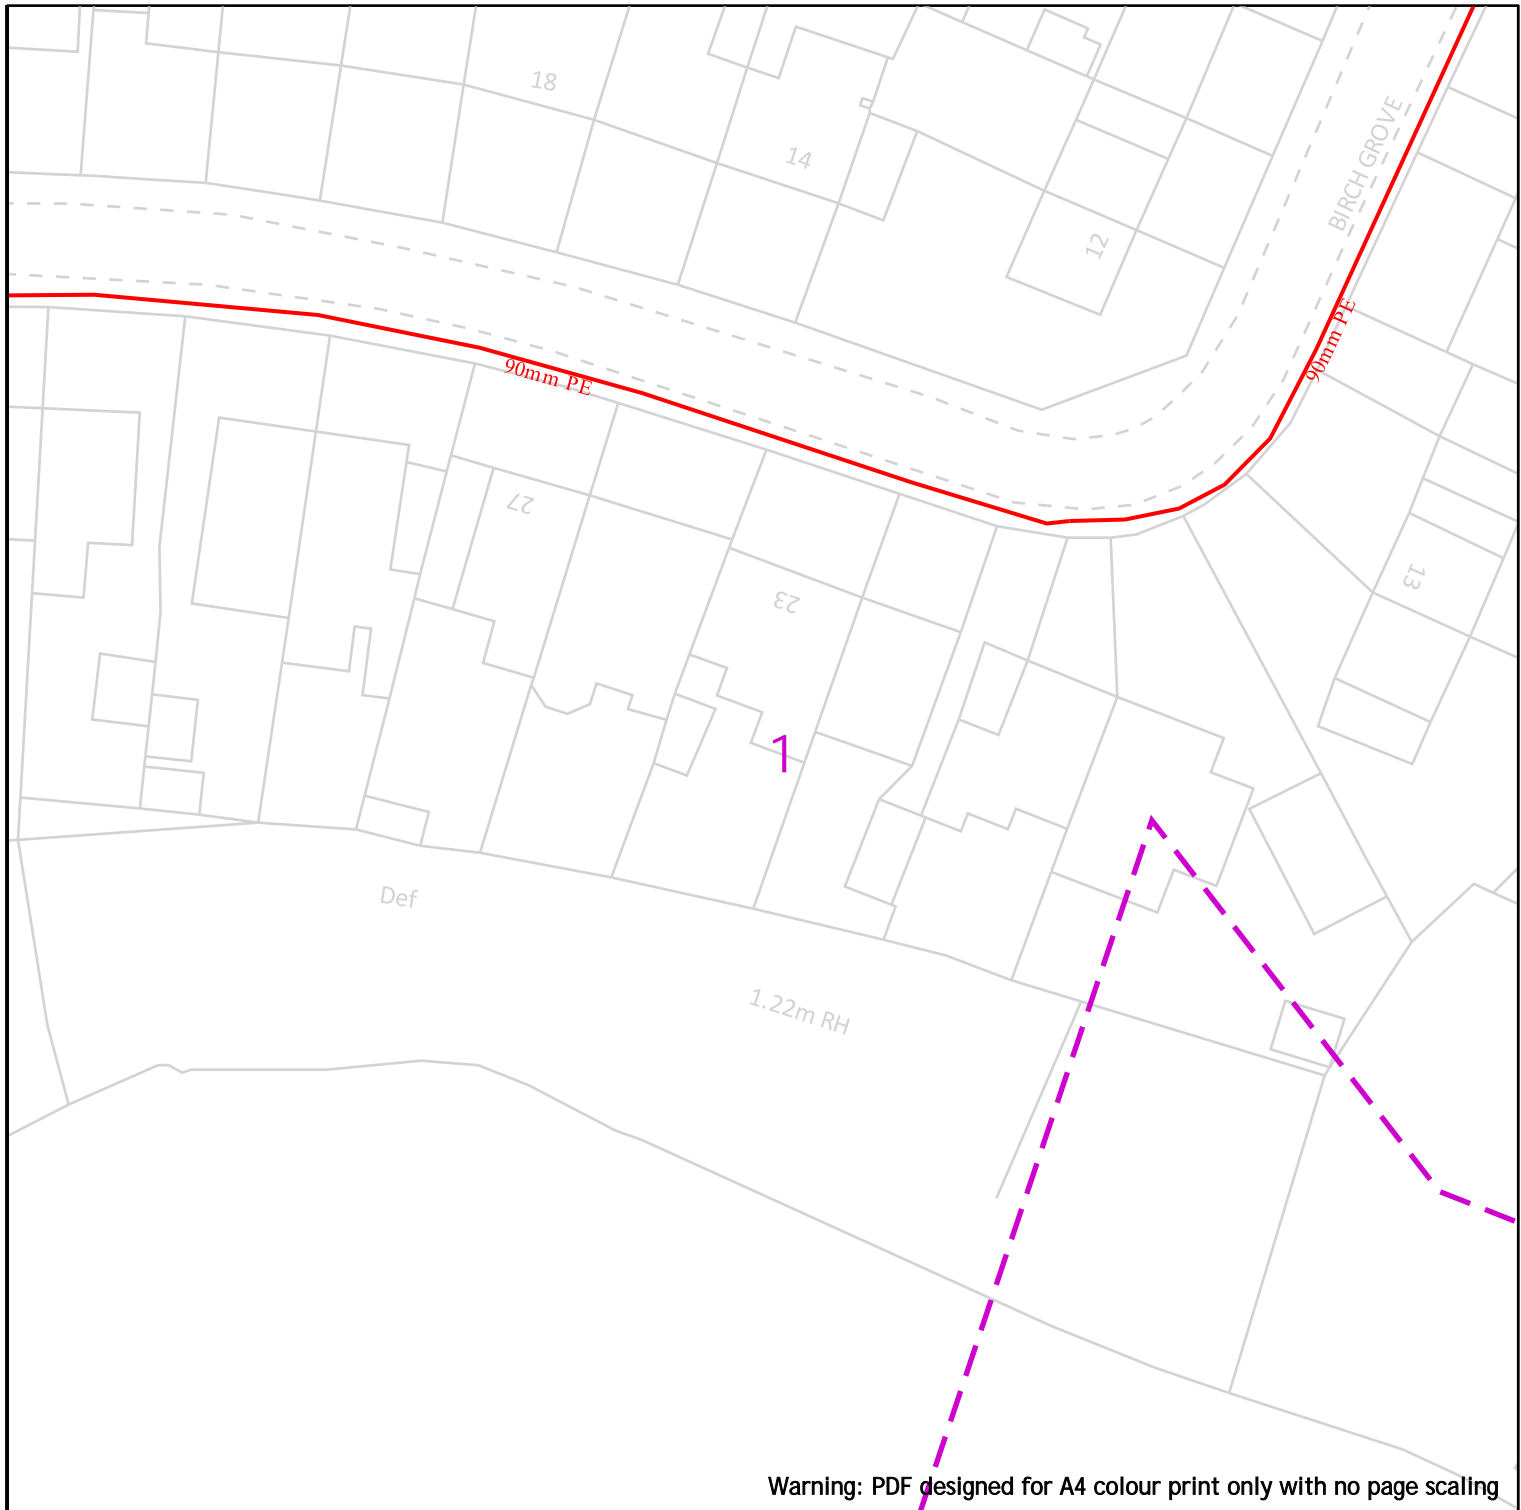 18
14
BIRCH GROVE
12
90mm PE
90mm PE
27
23
13
1
Def
1.22m RH
Warning: PDF designed for A4 colour print only with no page scaling